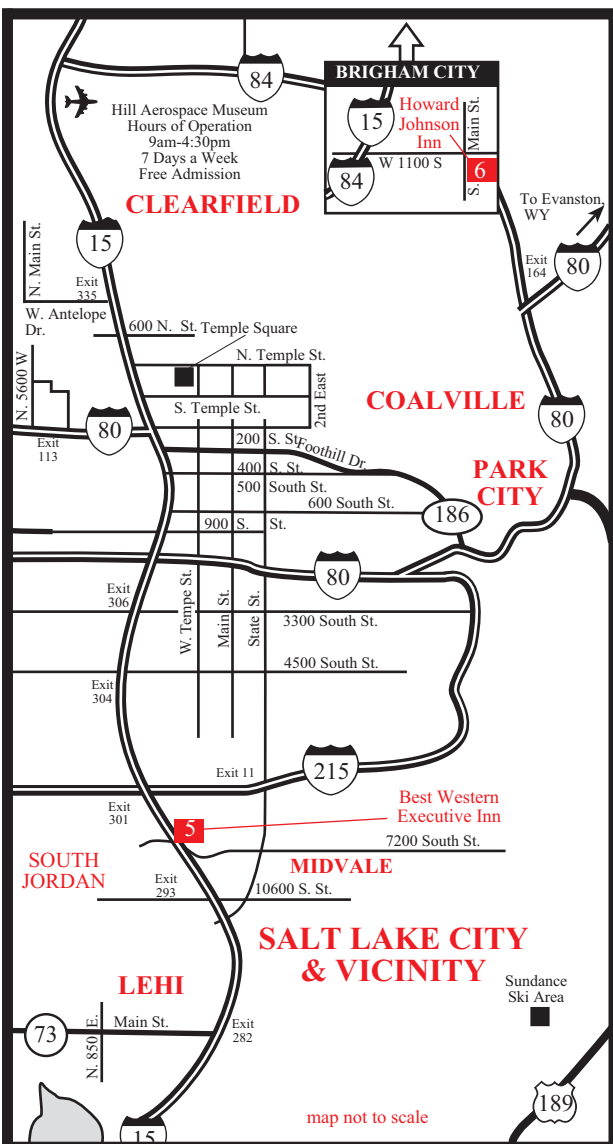 84
BRIGHAM CITY
15
Howard
Johnson
Inn
S. Main St.
W 1100 S
6
84
Hill Aerospace Museum
Hours of Operation
9am-4:30pm
7 Days a Week
Free Admission
CLEARFIELD
To Evanston,
WY
Exit
164
80
15
N. Main St.
Exit
335
W. Antelope
Dr.
600 N. St.
Temple Square
N. Temple St.
2nd East
S. Temple St.
N. 5600 W
COALVILLE
80
80
Exit
113
200 S. St.
Foothill Dr.
400 S. St.
500 South St.
PARK
CITY
600 South St.
186
900 S. St.
80
Exit
306
W. Tempe St.
Main St.
State St.
3300 South St.
4500 South St.
Exit
304
Exit 11
215
Exit
301
Best Western
Executive Inn
5
7200 South St.
SOUTH
JORDAN
MIDVALE
Exit
293
10600 S. St.
SALT LAKE CITY
& VICINITY
LEHI
Sundance
Ski Area
73
N. 850 E.
Main St.
Exit
282
189
map not to scale
15